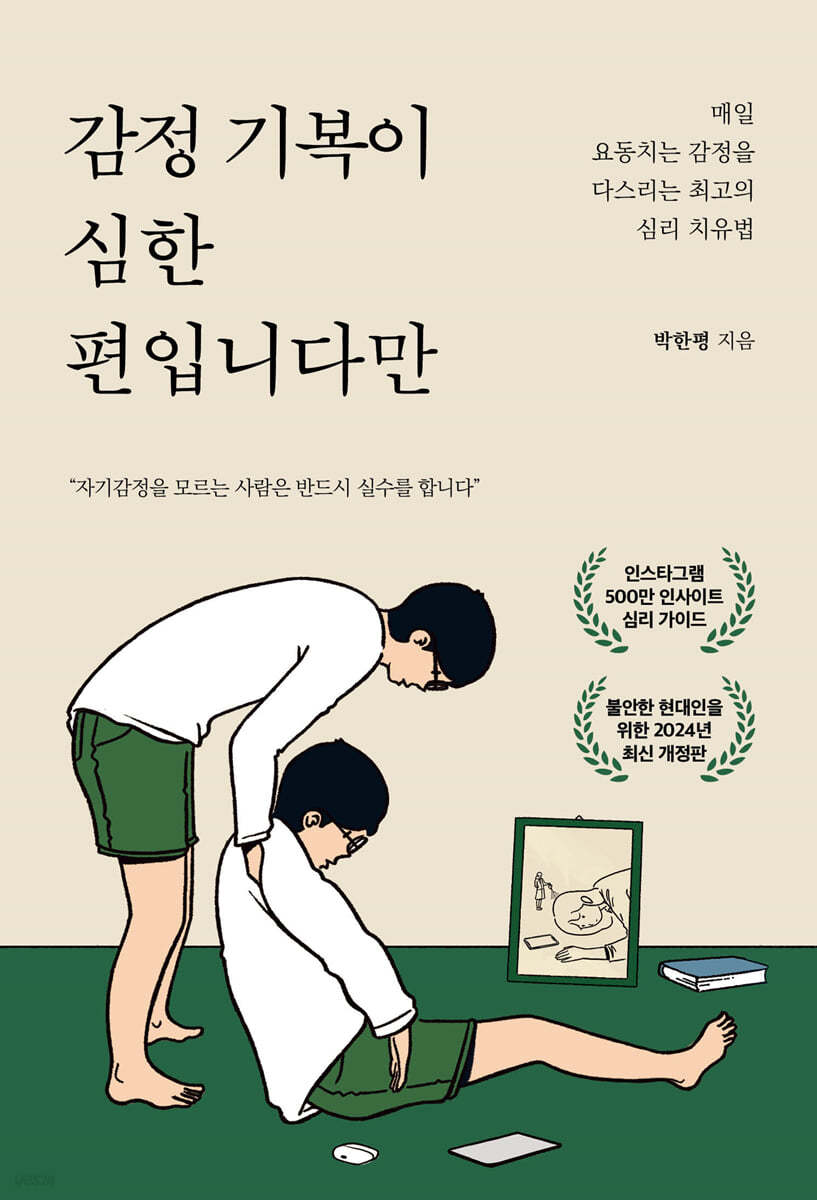 감정 기복이
심한
편입니다만
매일
요동치는 감정을
다스리는 최고의
심리 치유법
박한평 지음
“자기감정을 모르는 사람은 반드시 실수를 합니다”
인스타그램
500만 인사이트
심리 가이드
불안한 현대인을
위한 2024년
최신 개정판